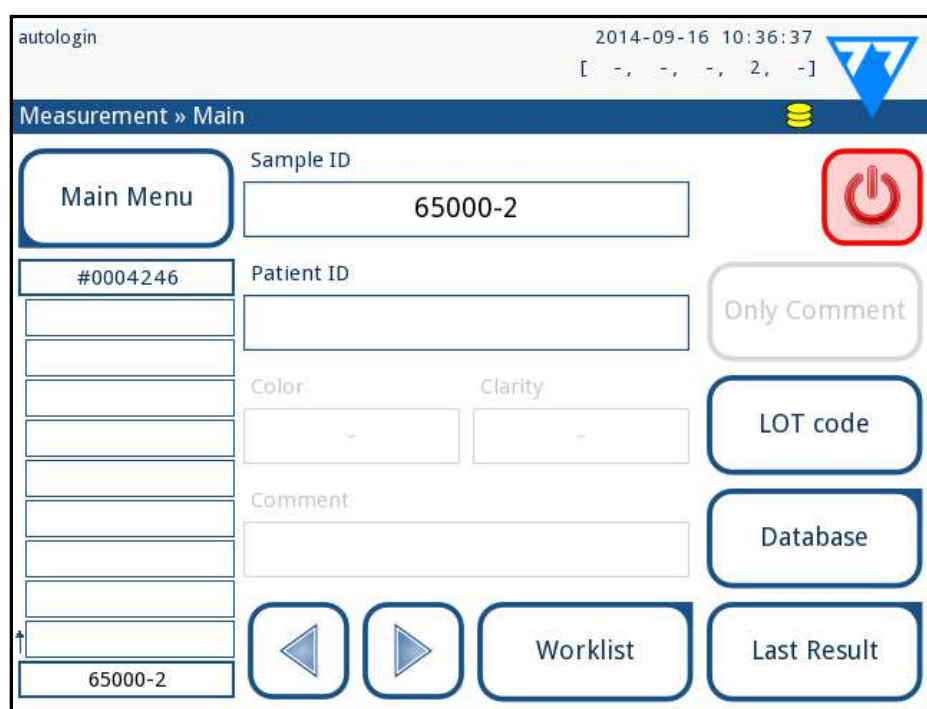 autologin
2014-09-16 10:36:37
[ -, -, -, 2, -]
Measurement » Main
Main Menu
Sample ID
65000-2
#0004246
Patient ID
Only Comment
Color
Clarity
-
-
LOT code
Comment
Database
Worklist
Last Result
65000-2